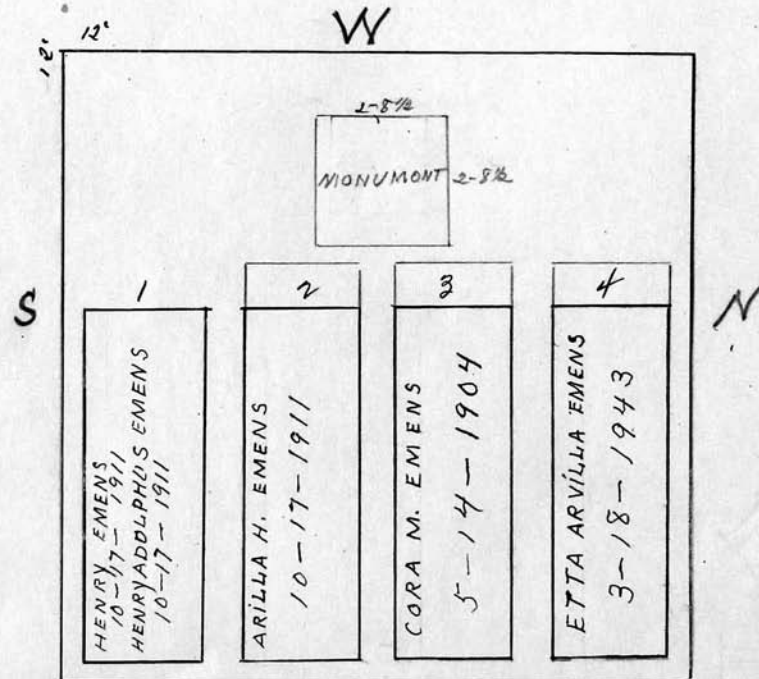 W
12'
12'
2-8½
MONUMONT 2-8½
S
N
1
2
3
4
HENRY EMENS
10-17-1911
HENRY ADOLPHUS EMENS
10-17-1911
ARILLA H. EMENS
10-17-1911
CORA M. EMENS
5-14-1904
ETTA ARVILLA EMENS
3-18-1943